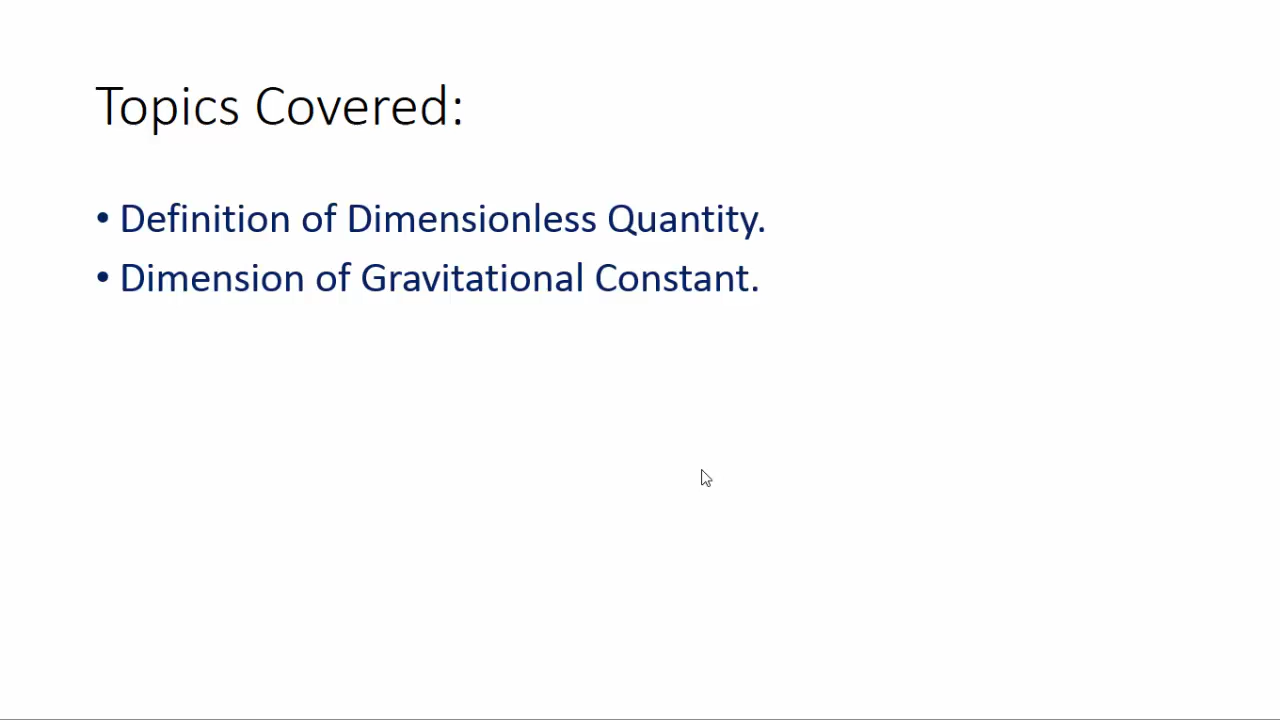 Topics Covered:
• Definition of Dimensionless Quantity.
• Dimension of Gravitational Constant.